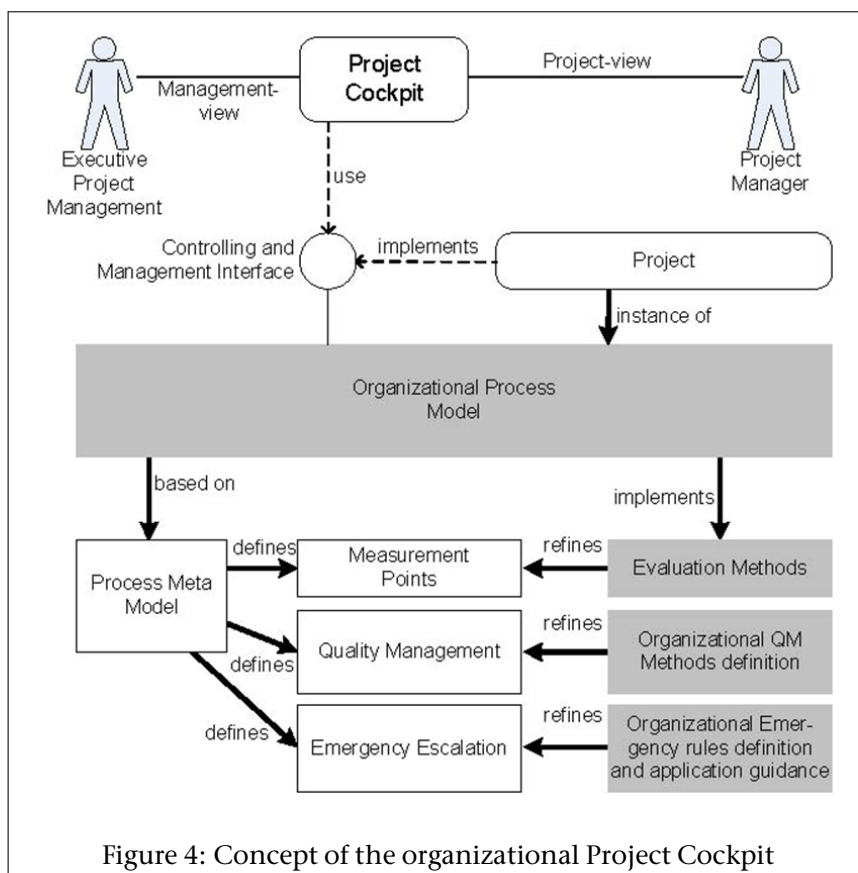 Project
Cockpit
Management-
view
Project-view
Executive
Project
Management
Project
Manager
use
Controlling and
Management Interface
implements
Project
instance of
Organizational Process
Model
based on
implements
Process Meta
Model
defines
Measurement
Points
refines
Evaluation Methods
defines
Quality Management
refines
Organizational QM
Methods definition
defines
Emergency Escalation
refines
Organizational Emer-
gency rules definition
and application guidance
Figure 4: Concept of the organizational Project Cockpit